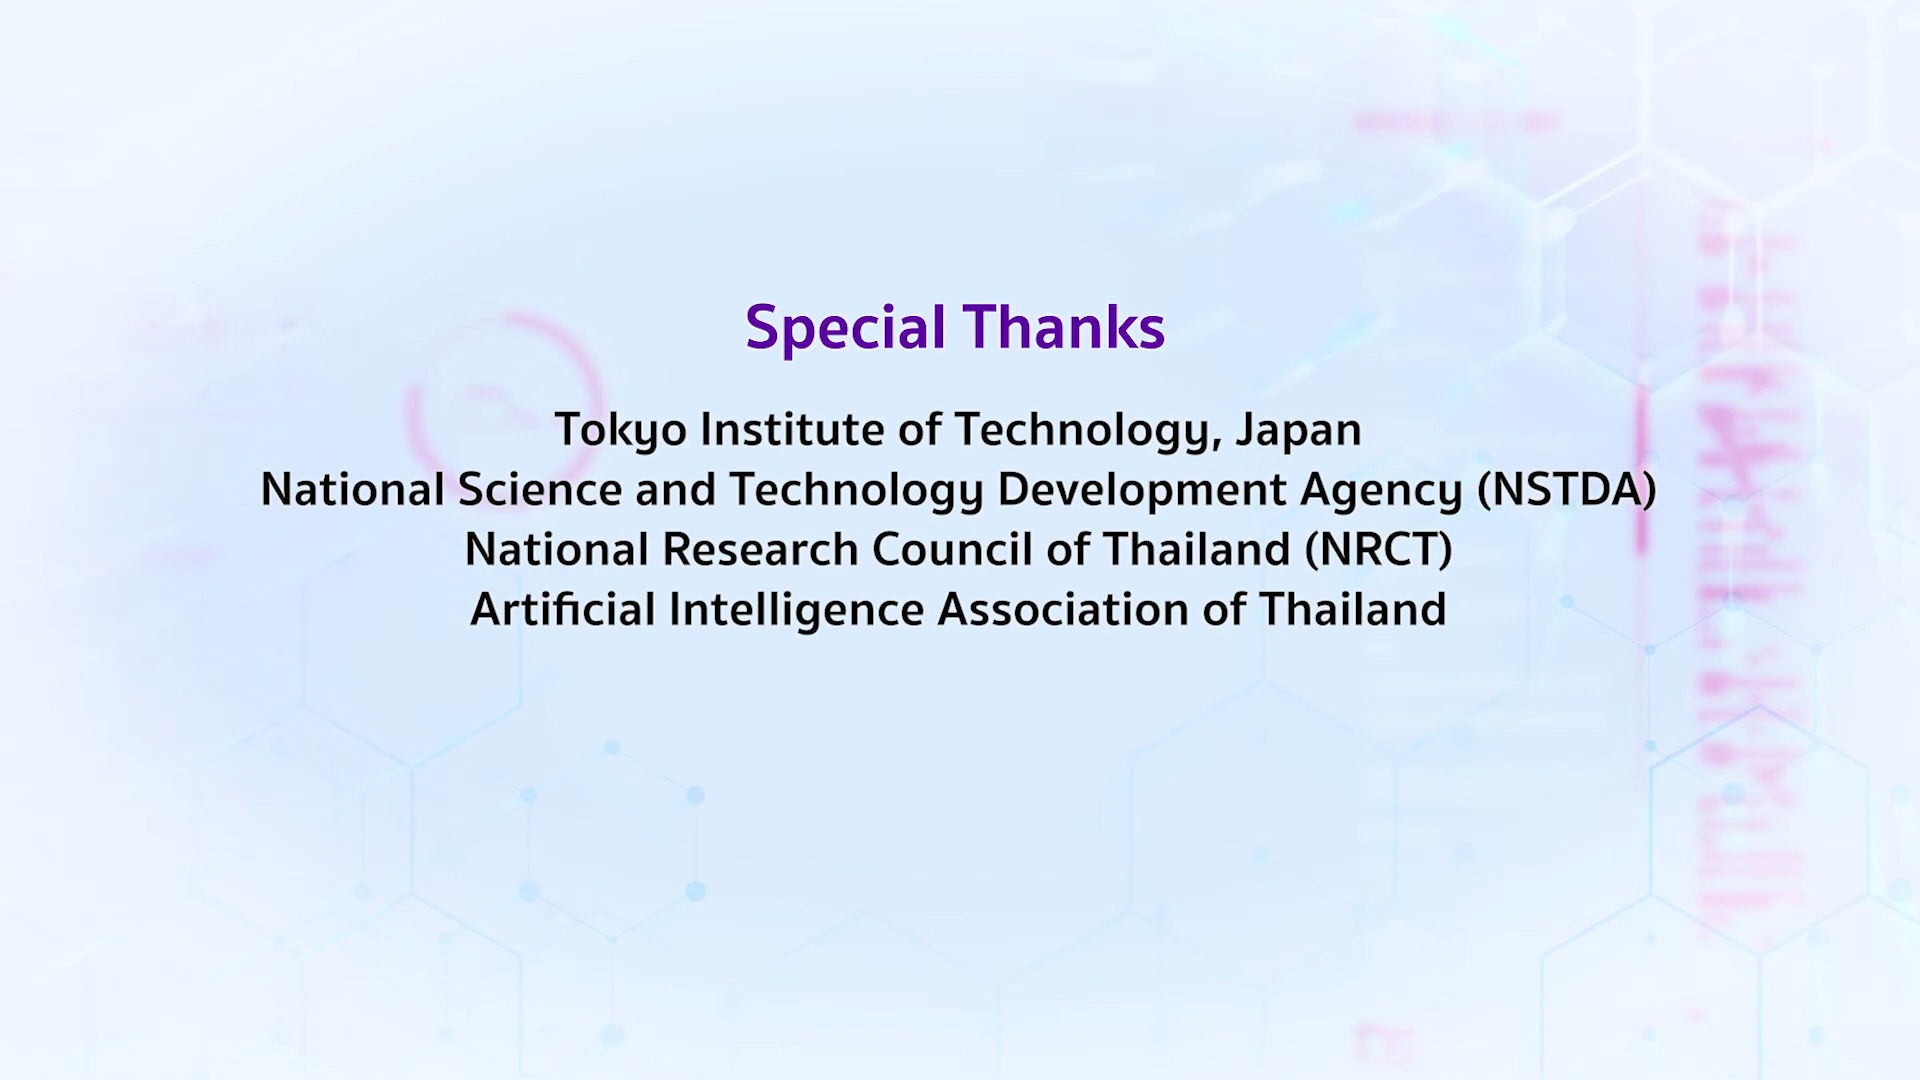 Special Thanks
Tokyo Institute of Technology, Japan
National Science and Technology Development Agency (NSTDA)
National Research Council of Thailand (NRCT)
Artificial Intelligence Association of Thailand